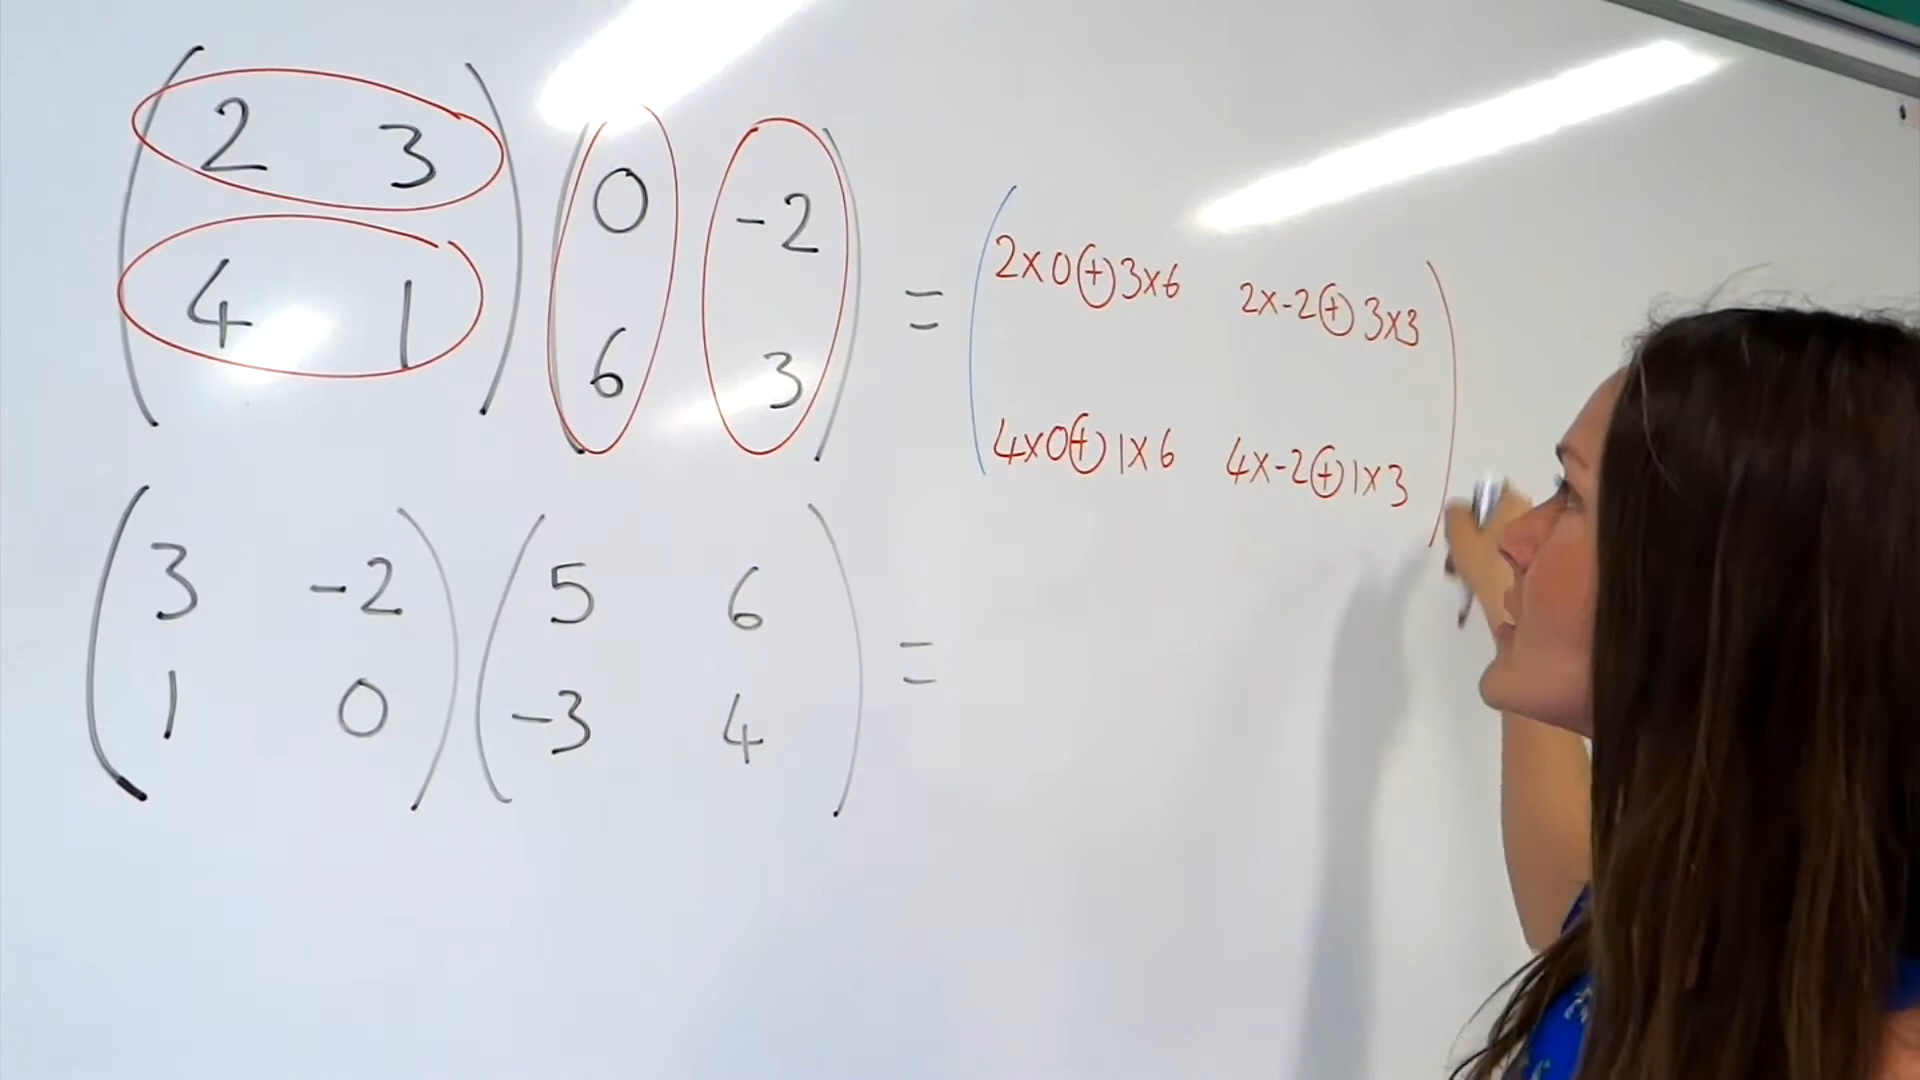 ( 2 3 ) ( 0 -2 ) = ( 2x0+3x6 2x-2+3x3 )
( 4 1 ) ( 6 3 ) ( 4x0+1x6 4x-2+1x3 )
( 3 -2 ) ( 5 6 ) =
( 1 0 ) ( -3 4 )